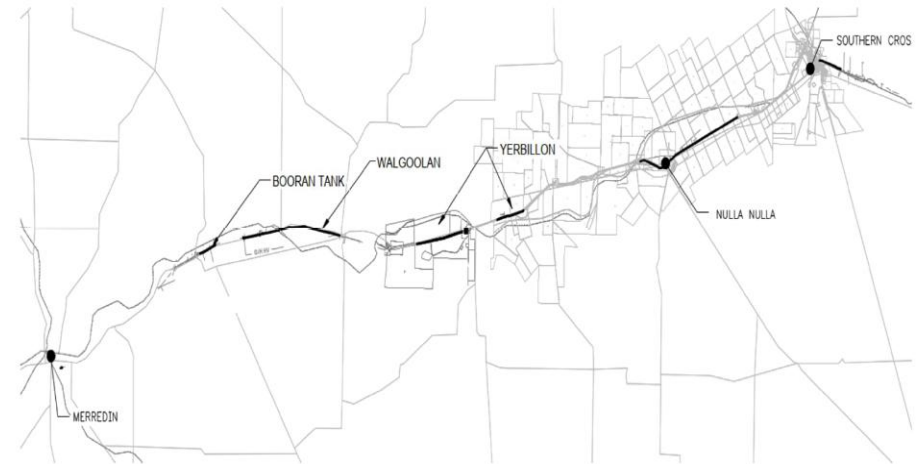 SOUTHERN CROS
YERBILLON
WALGOOLAN
BOORAN TANK
NULLA NULLA
MERREDIN